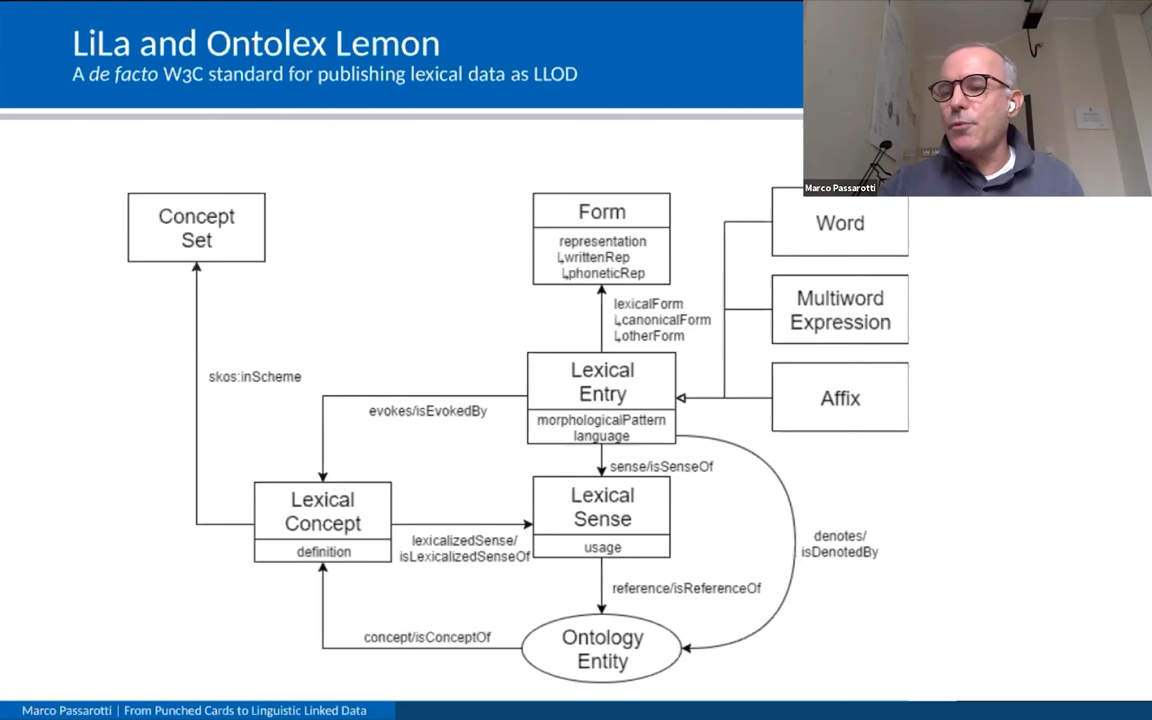 LiLa and Ontolex Lemon
A de facto W3C standard for publishing lexical data as LLOD
Marco Passarotti
Concept
Set
Form
representation
↳writtenRep
↳phoneticRep
Word
lexicalForm
↳canonicalForm
↳otherForm
Multiword
Expression
Lexical
Entry
morphologicalPattern
language
Affix
skos:inScheme
evokes/isEvokedBy
sense/isSenseOf
Lexical
Concept
definition
lexicalizedSense/
isLexicalizedSenseOf
Lexical
Sense
usage
denotes/
isDenotedBy
reference/isReferenceOf
concept/isConceptOf
Ontology
Entity
Marco Passarotti | From Punched Cards to Linguistic Linked Data